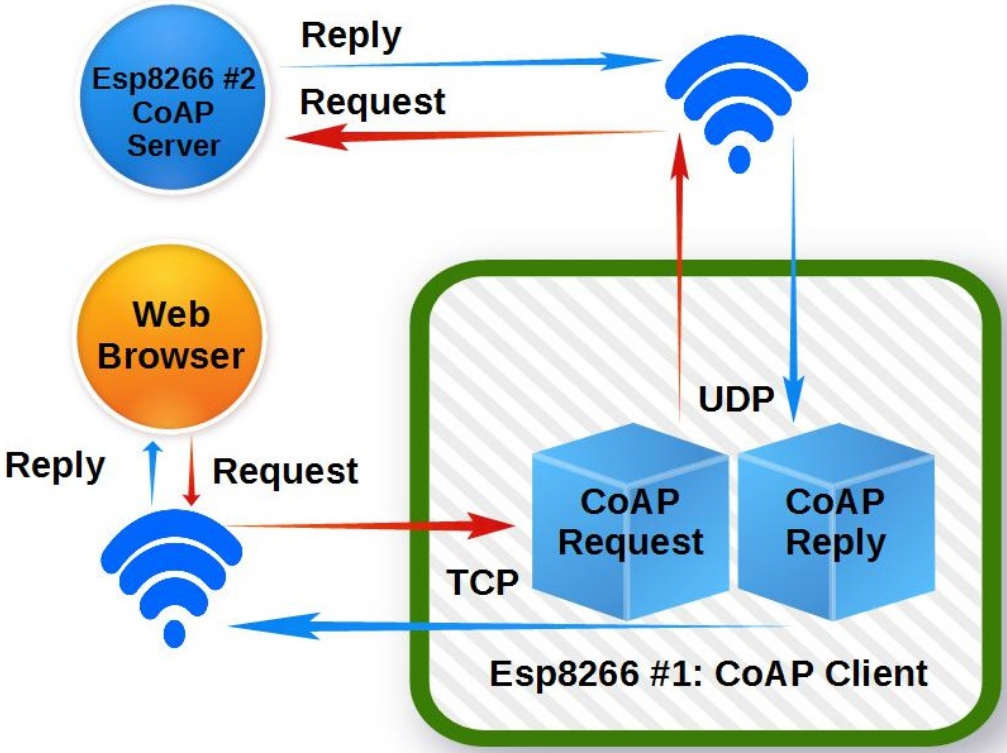 Reply
Esp8266 #2
CoAP
Server
Request
Web
Browser
Reply
Request
UDP
CoAP
Request
CoAP
Reply
TCP
Esp8266 #1: CoAP Client